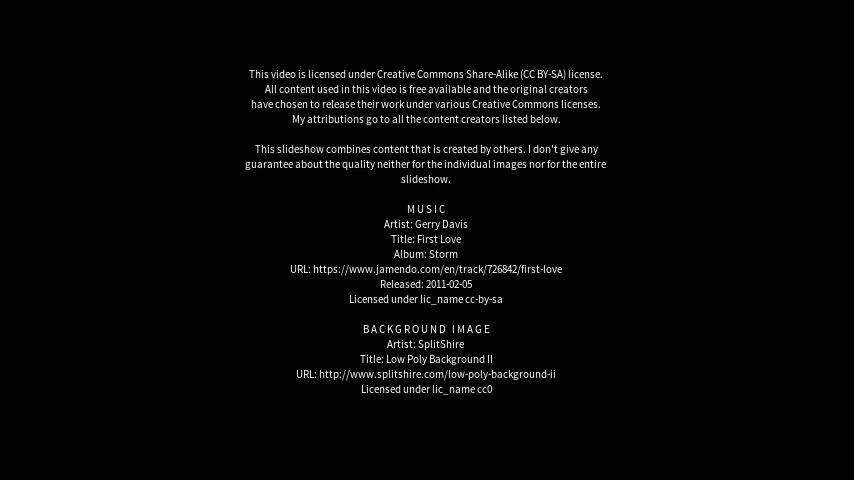 This video is licensed under Creative Commons Share-Alike (CC BY-SA) license.
All content used in this video is free available and the original creators
have chosen to release their work under various Creative Commons licenses.
My attributions go to all the content creators listed below.
This slideshow combines content that is created by others. I don't give any
guarantee about the quality neither for the individual images nor for the entire
slideshow.
MUSIC
Artist: Gerry Davis
Title: First Love
Album: Storm
URL: https://www.jamendo.com/en/track/726842/first-love
Released: 2011-02-05
Licensed under lic_name cc-by-sa
BACKGROUND IMAGE
Artist: SplitShire
Title: Low Poly Background II
URL: http://www.splitshire.com/low-poly-background-ii
Licensed under lic_name cc0